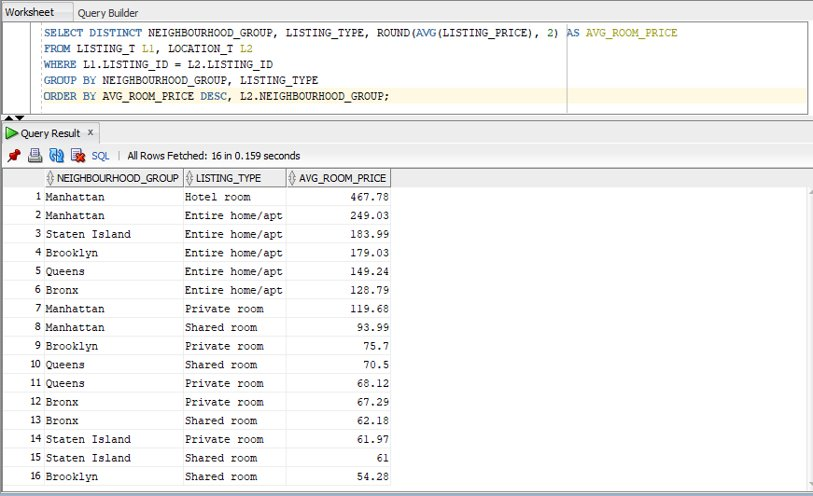 Worksheet Query Builder
SELECT DISTINCT NEIGHBOURHOOD_GROUP, LISTING_TYPE, ROUND(AVG(LISTING_PRICE), 2) AS AVG_ROOM_PRICE
FROM LISTING_T L1, LOCATION_T L2
WHERE L1.LISTING_ID = L2.LISTING_ID
GROUP BY NEIGHBOURHOOD_GROUP, LISTING_TYPE
ORDER BY AVG_ROOM_PRICE DESC, L2.NEIGHBOURHOOD_GROUP;
Query Result x
SQL | All Rows Fetched: 16 in 0.159 seconds
NEIGHBOURHOOD_GROUP LISTING_TYPE AVG_ROOM_PRICE
1 Manhattan Hotel room 467.78
2 Manhattan Entire home/apt 249.03
3 Staten Island Entire home/apt 183.99
4 Brooklyn Entire home/apt 179.03
5 Queens Entire home/apt 149.24
6 Bronx Entire home/apt 128.79
7 Manhattan Private room 119.68
8 Manhattan Shared room 93.99
9 Brooklyn Private room 75.7
10 Queens Shared room 70.5
11 Queens Private room 68.12
12 Bronx Private room 67.29
13 Bronx Shared room 62.18
14 Staten Island Private room 61.97
15 Staten Island Shared room 61
16 Brooklyn Shared room 54.28